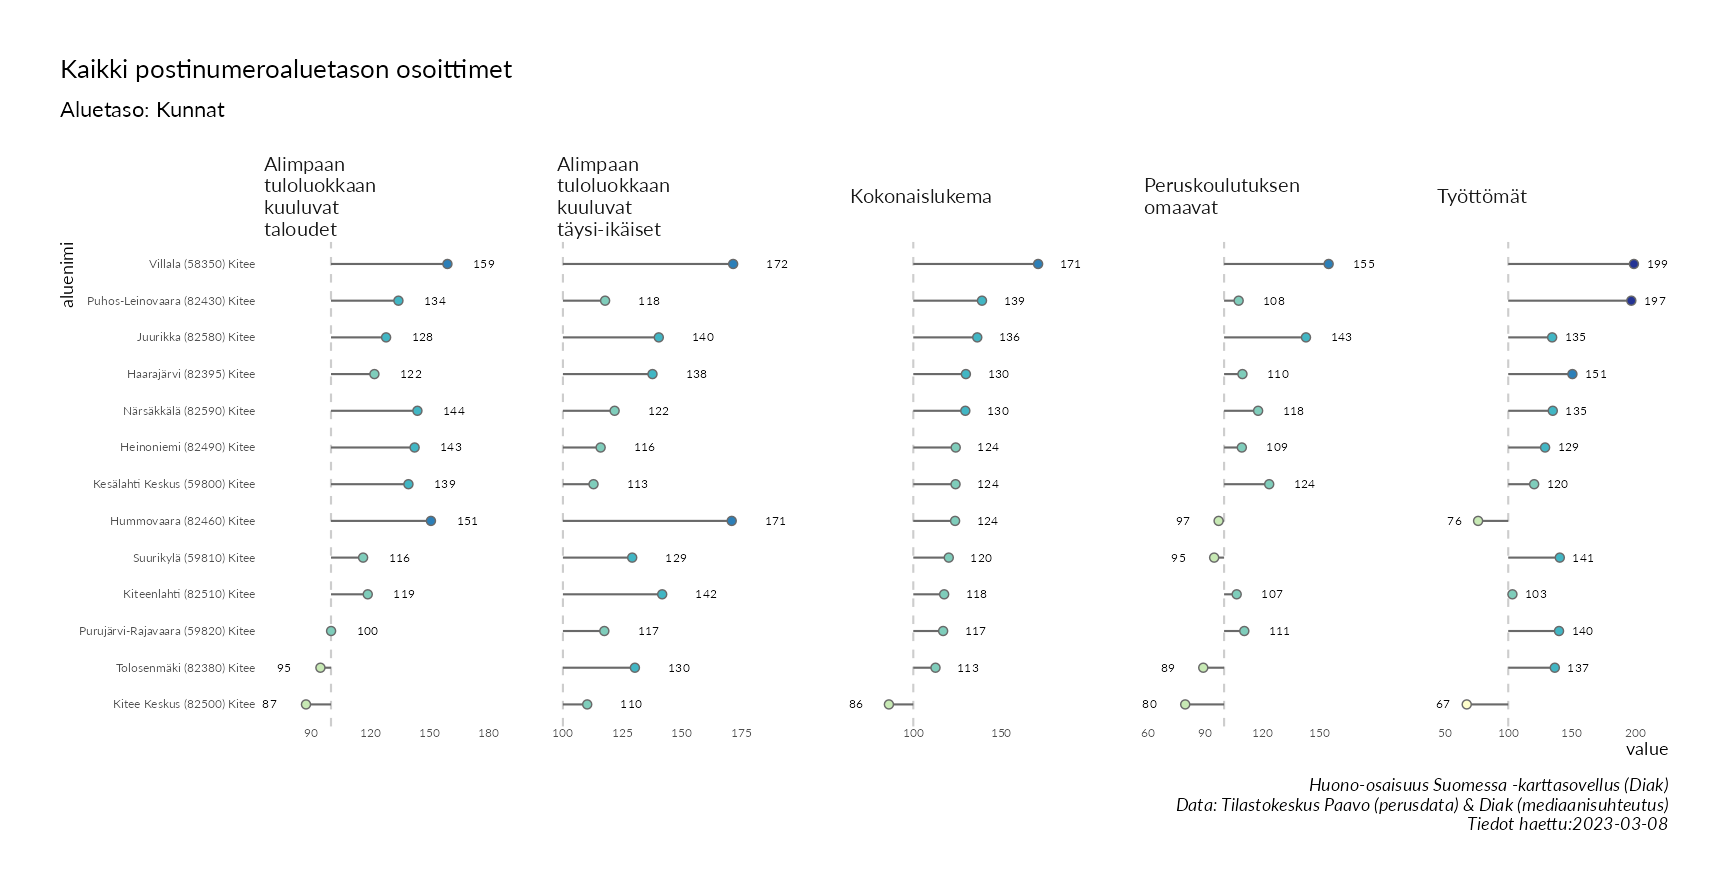 Kaikki postinumeroaluetason osoittimet
Aluetaso: Kunnat
Alimpaan
tuloluokkaan
kuuluvat
taloudet
Alimpaan
tuloluokkaan
kuuluvat
täysi-ikäiset
Kokonaislukema
Peruskoulutuksen
omaavat
Työttömät
aluenimi
Villala (58350) Kitee 159 172 171 155 199
Puhos-Leinovaara (82430) Kitee 134 118 139 108 197
Juurikka (82580) Kitee 128 140 136 143 135
Haarajärvi (82395) Kitee 122 138 130 110 151
Närsäkkälä (82590) Kitee 144 122 130 118 135
Heinoniemi (82490) Kitee 143 116 124 109 129
Kesälahti Keskus (59800) Kitee 139 113 124 124 120
Hummovaara (82460) Kitee 151 171 124 97 76
Suurikylä (59810) Kitee 116 129 120 95 141
Kiteenlahti (82510) Kitee 119 142 118 107 103
Purujärvi-Rajavaara (59820) Kitee 100 117 117 111 140
Tolosenmäki (82380) Kitee 95 130 113 89 137
Kitee Keskus (82500) Kitee 87 110 86 80 67
90 120 150 180 100 125 150 175 100 150 60 90 120 150 50 100 150 200
value
Huono-osaisuus Suomessa -karttasovellus (Diak)
Data: Tilastokeskus Paavo (perusdata) & Diak (mediaanisuhteutus)
Tiedot haettu:2023-03-08